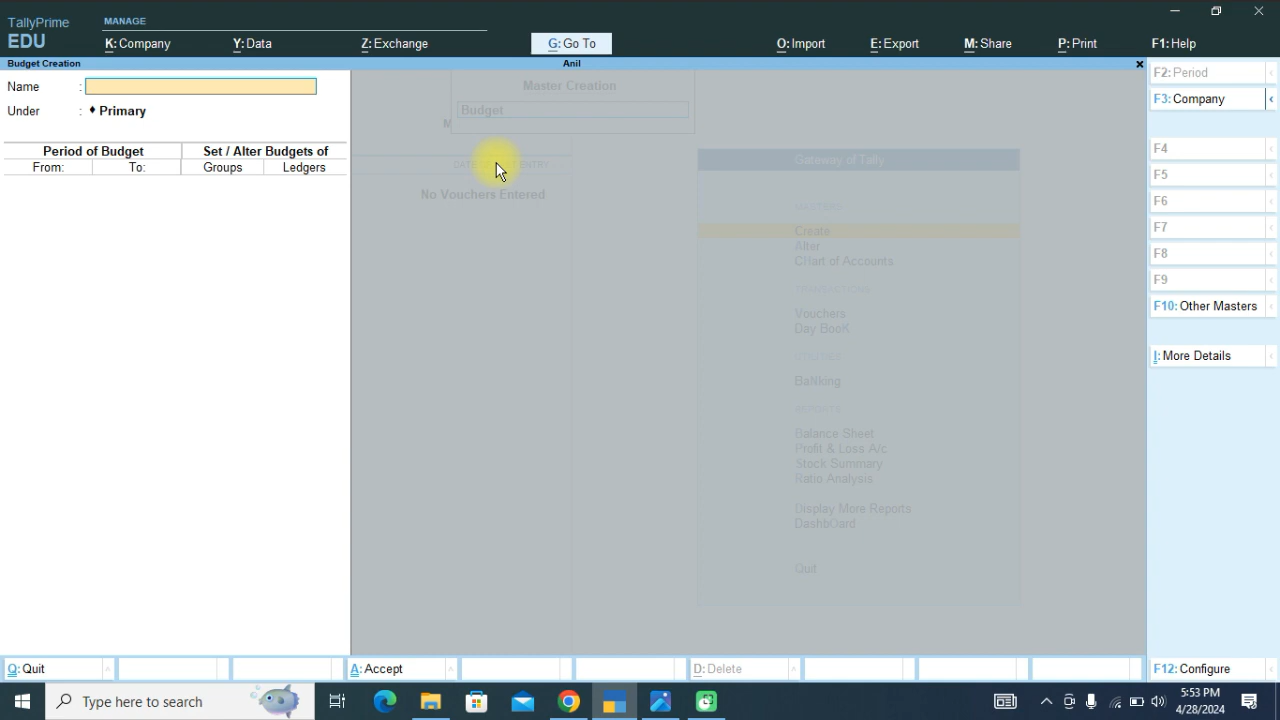 TallyPrime
EDU
MANAGE
K: Company
Y: Data
Z: Exchange
G: Go To
O: Import
E: Export
M: Share
P: Print
F1: Help
Budget Creation
Anil
Name :
Under : ♦ Primary
Period of Budget
Set / Alter Budgets of
From:
To:
Groups
Ledgers
Master Creation
Budget
No Vouchers Entered
Gateway of Tally
MASTERS
Create
Alter
CHart of Accounts
TRANSACTIONS
Vouchers
Day BooK
UTILITIES
BaNking
REPORTS
Balance Sheet
Profit & Loss A/c
Stock Summary
Ratio Analysis
Display More Reports
DashbOard
Quit
F2: Period
F3: Company
F4
F5
F6
F7
F8
F9
F10: Other Masters
I: More Details
F12: Configure
Q: Quit
A: Accept
D: Delete
Type here to search
5:53 PM
4/28/2024